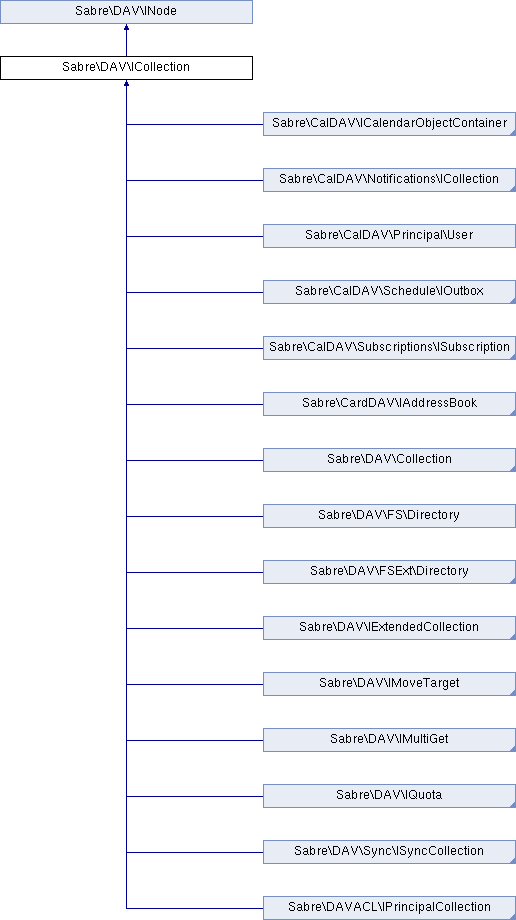 Sabre\DAV\INode
Sabre\DAV\ICollection
Sabre\CalDAV\ICalendarObjectContainer
Sabre\CalDAV\Notifications\ICollection
Sabre\CalDAV\Principal\User
Sabre\CalDAV\Schedule\IOutbox
Sabre\CalDAV\Subscriptions\ISubscription
Sabre\CardDAV\IAddressBook
Sabre\DAV\Collection
Sabre\DAV\FS\Directory
Sabre\DAV\FSExt\Directory
Sabre\DAV\IExtendedCollection
Sabre\DAV\IMoveTarget
Sabre\DAV\IMultiGet
Sabre\DAV\IQuota
Sabre\DAV\Sync\ISyncCollection
Sabre\DAVACL\IPrincipalCollection